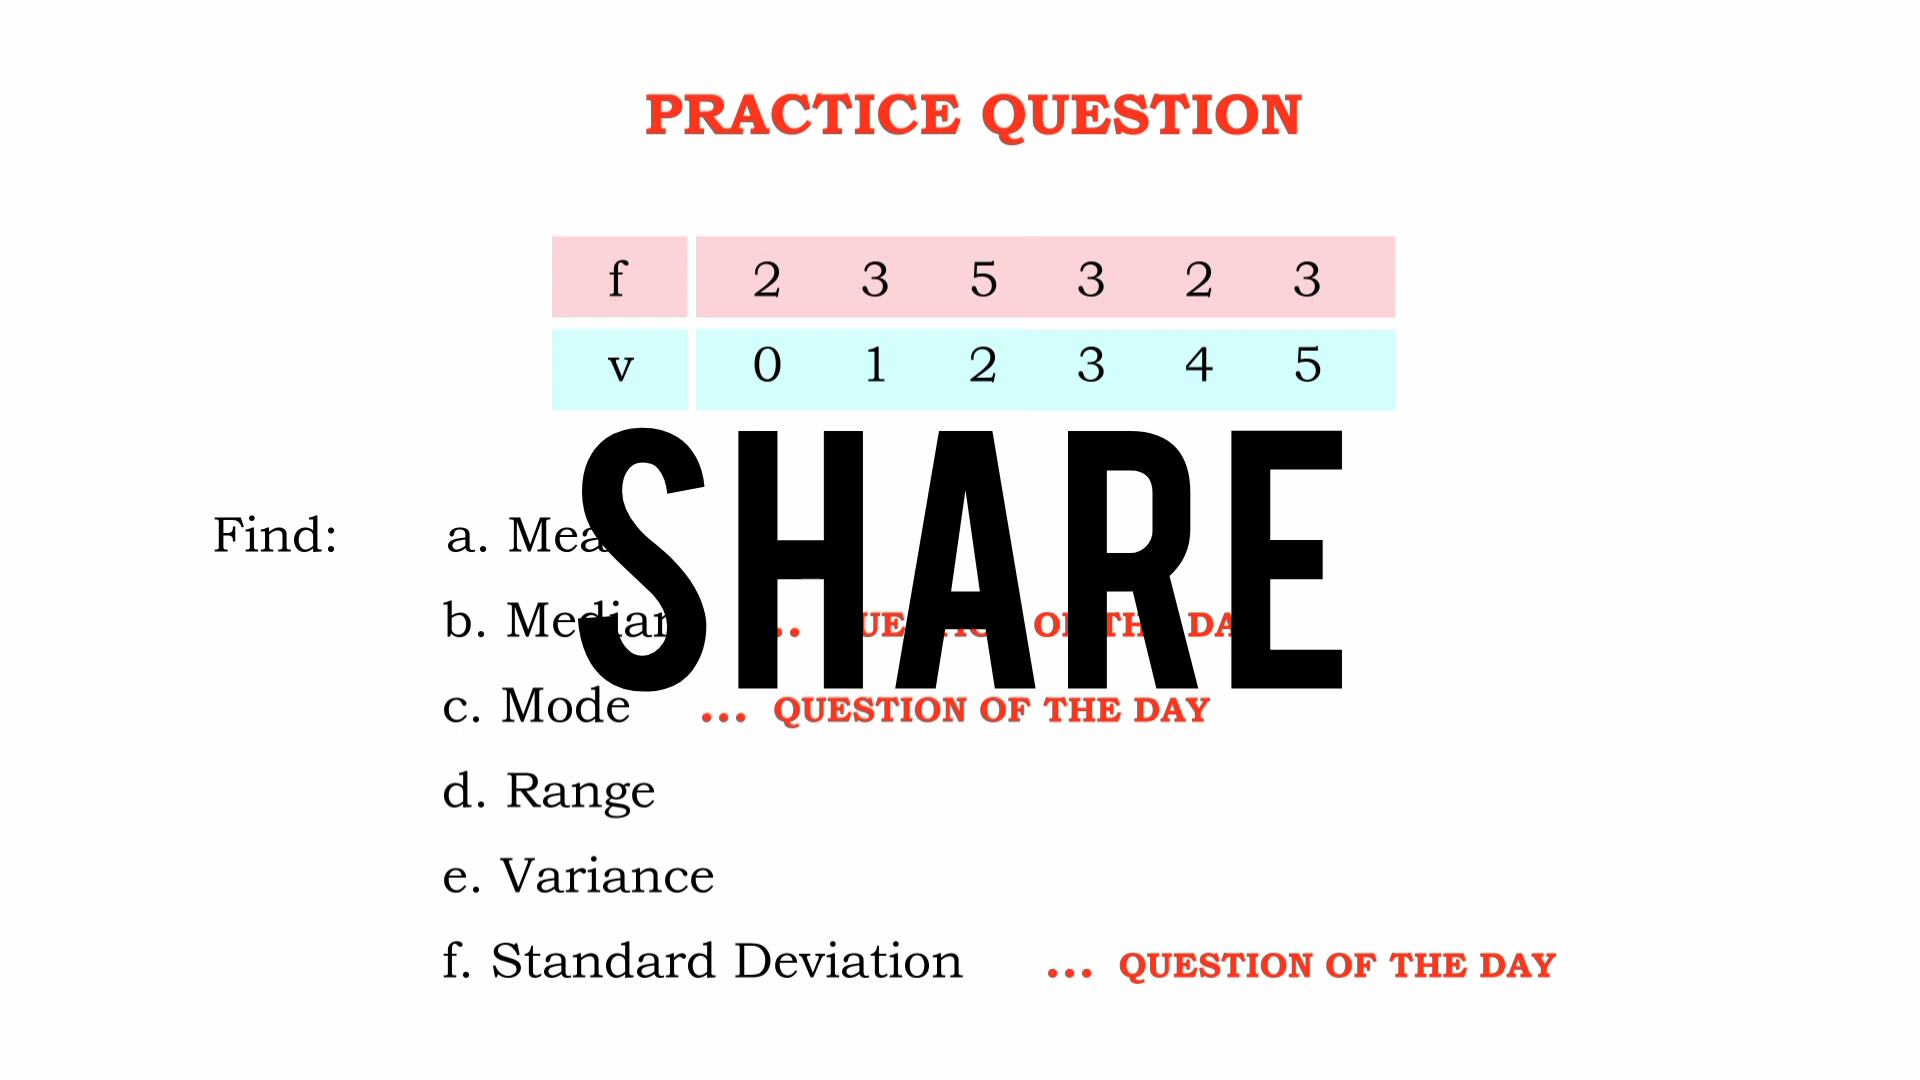 PRACTICE QUESTION
f 2 3 5 3 2 3
v 0 1 2 3 4 5
SHARE
Find: a.
b. Median
c. Mode ... QUESTION OF THE DAY
d. Range
e. Variance
f. Standard Deviation ... QUESTION OF THE DAY